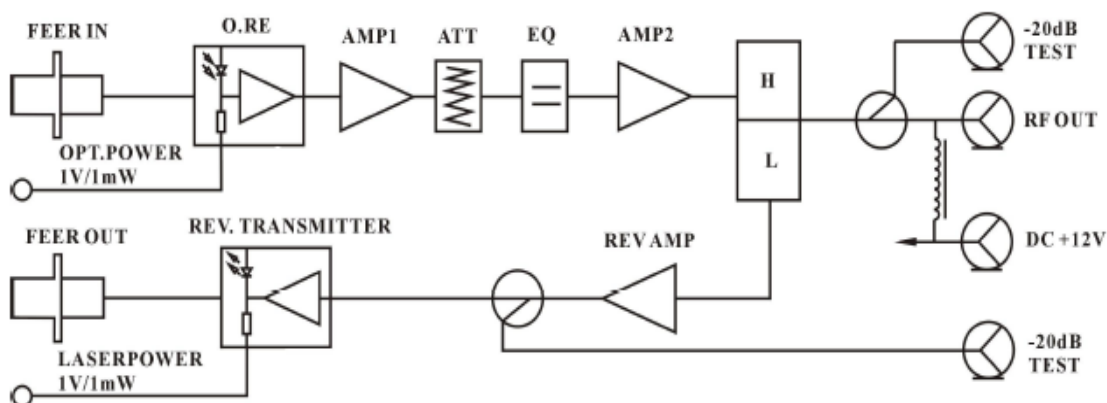 FEER IN
O.RE
AMP1
ATT
EQ
AMP2
-20dB
TEST
H
L
RF OUT
OPT.POWER
1V/1mW
DC +12V
FEER OUT
REV. TRANSMITTER
REV AMP
LASERPOWER
1V/1mW
-20dB
TEST